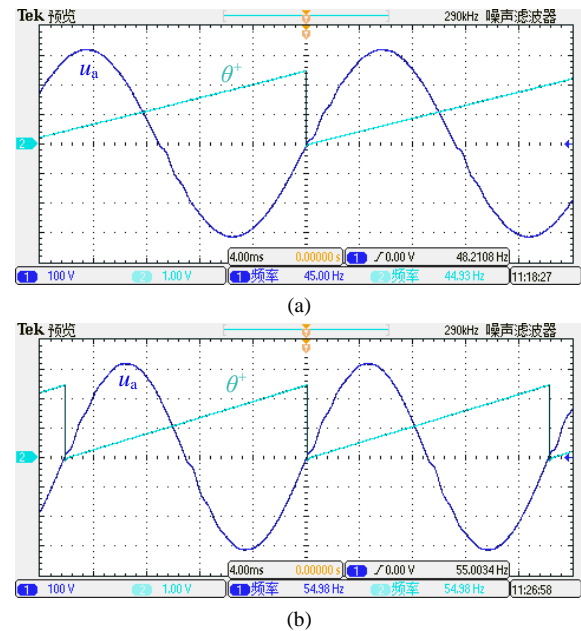 Tek 预览 290kHz 噪声滤波器
u_a θ⁺
2
4.00ms 0.00000 s 1 ∫ 0.00 V 48.2108 Hz
1 100 V 2 1.00 V 1 频率 45.00 Hz 2 频率 44.93 Hz 11:18:27
(a)
Tek 预览 290kHz 噪声滤波器
u_a θ⁺
2
4.00ms 0.00000 s 1 ∫ 0.00 V 55.0034 Hz
1 100 V 2 1.00 V 1 频率 54.98 Hz 2 频率 54.98 Hz 11:26:58
(b)